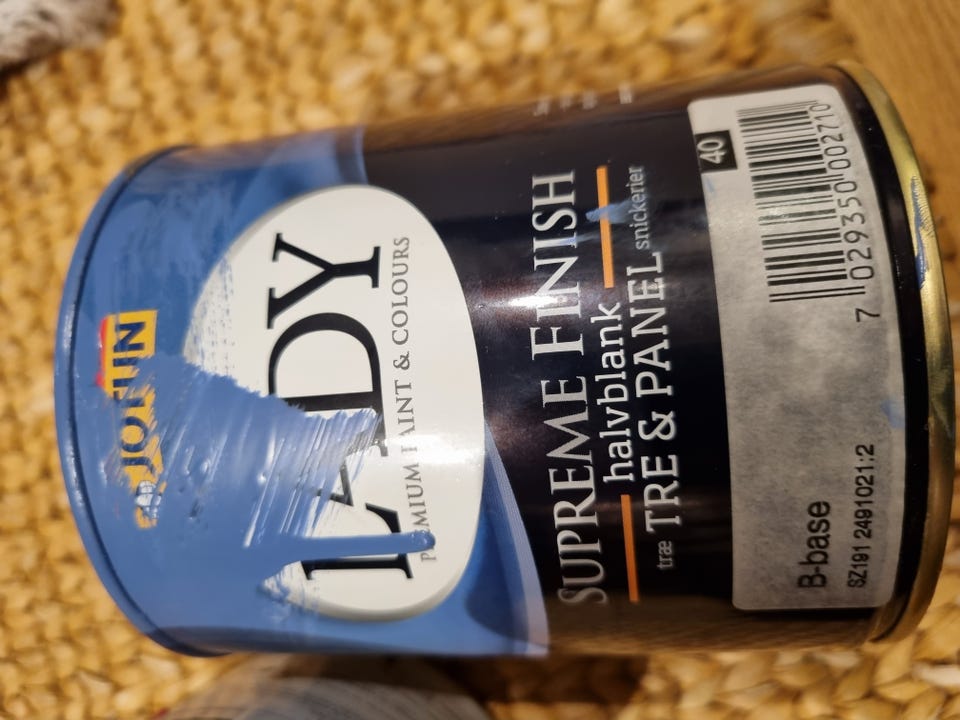 JOTUN
LADY
PREMIUM PAINT & COLOURS
SUPREME FINISH
halvblank
træ TRE & PANEL snickerier
40
7 029350 002710
B-base
SZ191 24910021:2